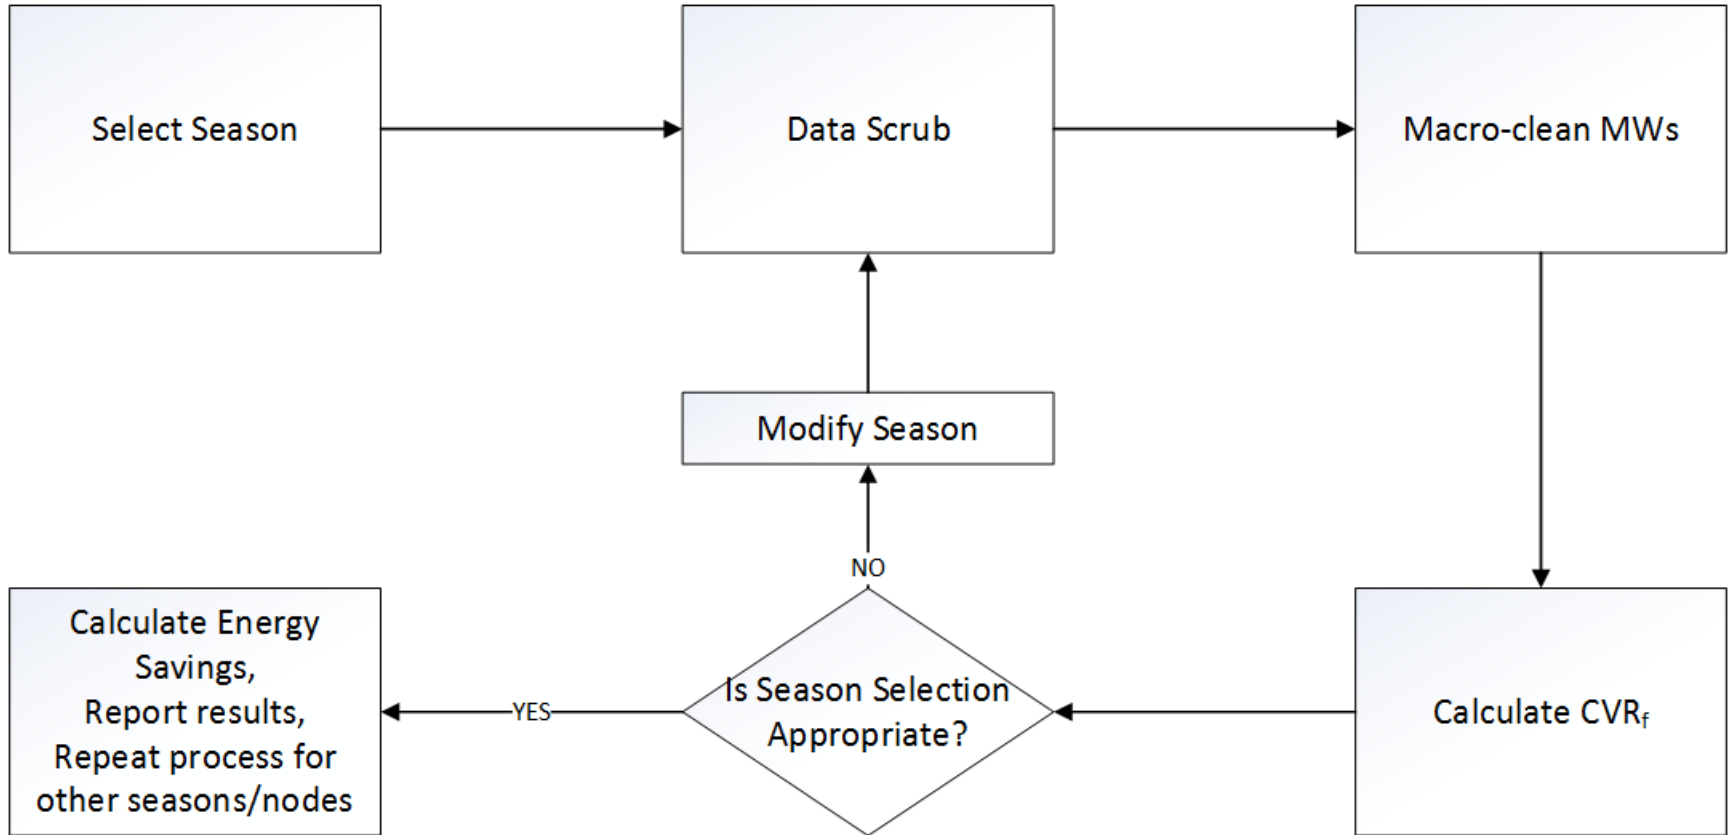 Select Season
Data Scrub
Macro-clean MWs
Modify Season
NO
Calculate Energy
Savings,
Report results,
Repeat process for
other seasons/nodes
YES
Is Season Selection
Appropriate?
Calculate CVRf